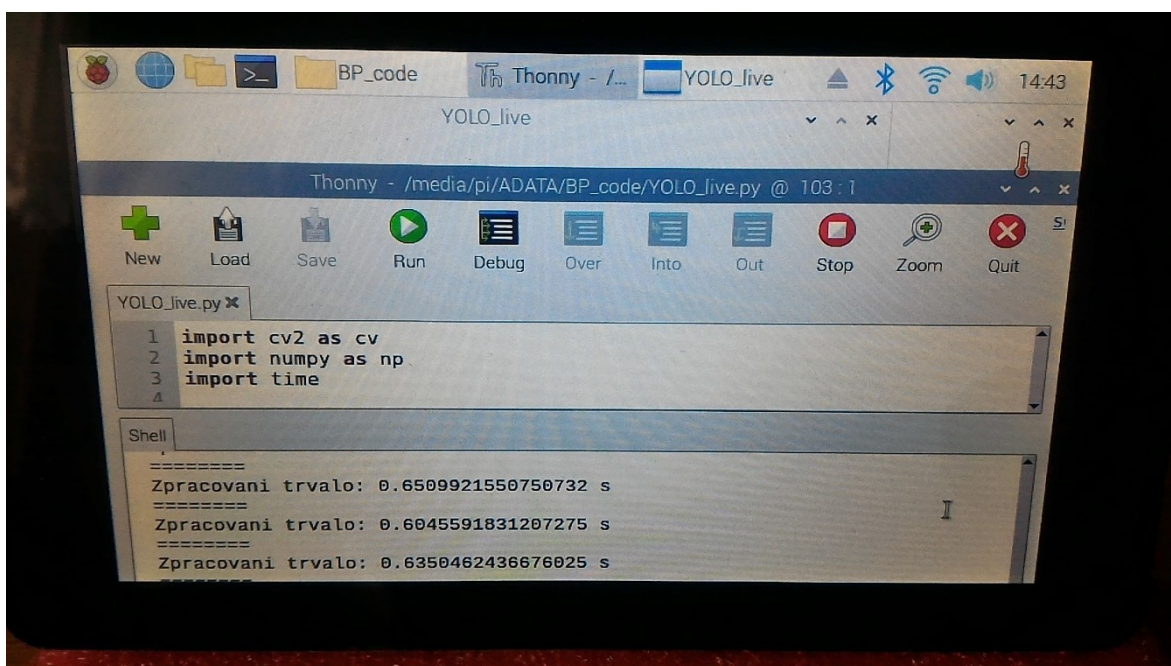 BP_code Thonny - /... YOLO_live 14:43
YOLO_live
Thonny - /media/pi/ADATA/BP_code/YOLO_live.py @ 103:1
New Load Save Run Debug Over Into Out Stop Zoom Quit
YOLO_live.py
1 import cv2 as cv
2 import numpy as np
3 import time
4
Shell
========
Zpracovani trvalo: 0.6509921550750732 s
========
Zpracovani trvalo: 0.6045591831207275 s
========
Zpracovani trvalo: 0.6350462436676025 s
========